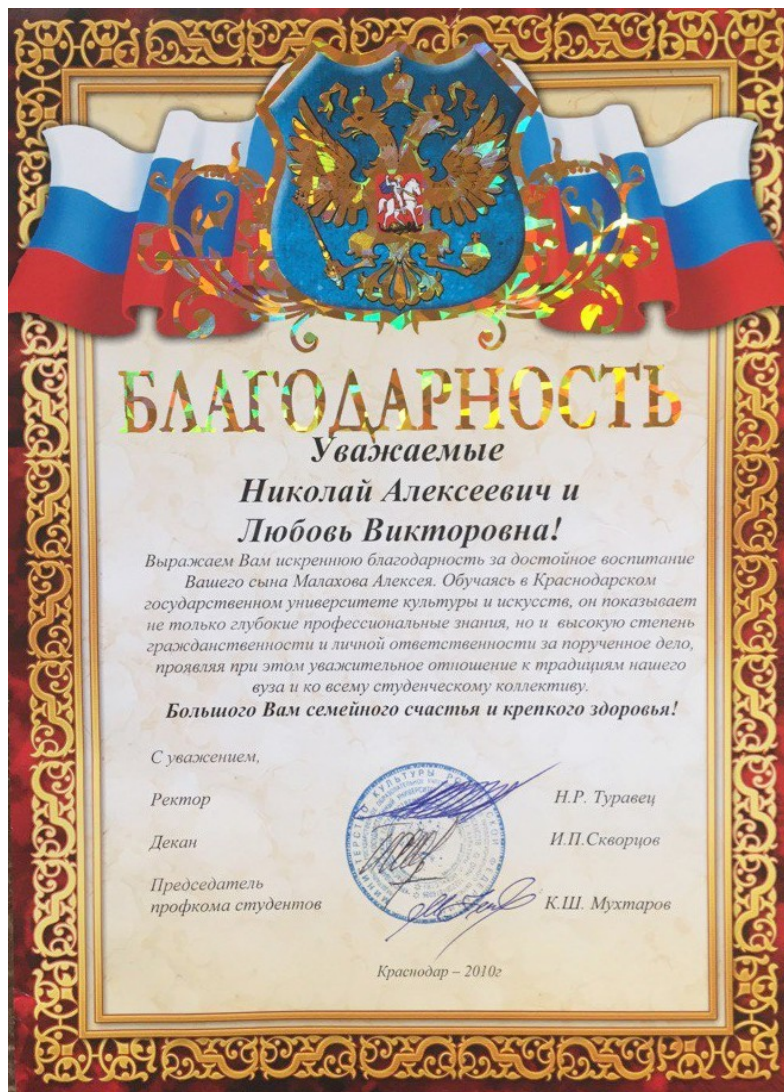 БЛАГОДАРНОСТЬ
Уважаемые
Николай Алексеевич и
Любовь Викторовна!
Выражаем Вам искреннюю благодарность за достойное воспитание
Вашего сына Малахова Алексея. Обучаясь в Краснодарском
государственном университете культуры и искусств, он показывает
не только глубокие профессиональные знания, но и высокую степень
гражданственности и личной ответственности за порученное дело,
проявляя при этом уважительное отношение к традициям нашего
вуза и ко всему студенческому коллективу.
Большого Вам семейного счастья и крепкого здоровья!
С уважением,
Ректор Н.Р. Туравец
Декан И.П.Скворцов
Председатель
профкома студентов К.Ш. Мухтаров
МИНИСТЕРСТВО КУЛЬТУРЫ
Краснодар – 2010г